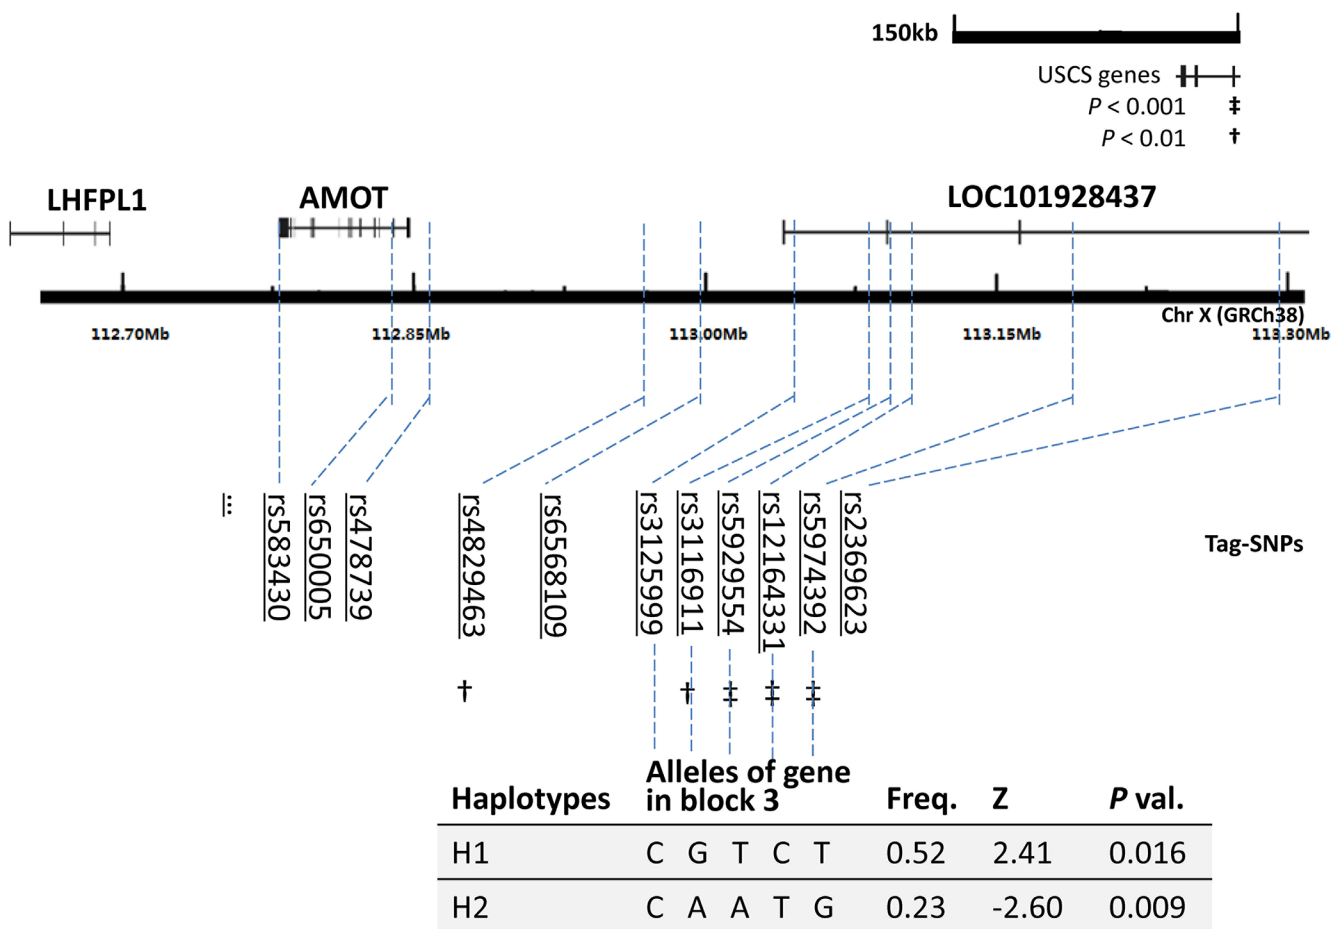 150kb
USCS genes
P < 0.001 ‡
P < 0.01 †
LHFPL1 AMOT LOC101928437
Chr X (GRCh38)
112.70Mb 112.85Mb 113.00Mb 113.15Mb 113.30Mb
... rs583430 rs650005 rs478739 rs4829463 rs6568109 rs3125999 rs3116911 rs5929554 rs12164331 rs5974392 rs2369623
Tag-SNPs
† † ‡ ‡ ‡
Alleles of gene
Haplotypes in block 3 Freq. Z P val.
H1 C G T C T 0.52 2.41 0.016
H2 C A A T G 0.23 -2.60 0.009